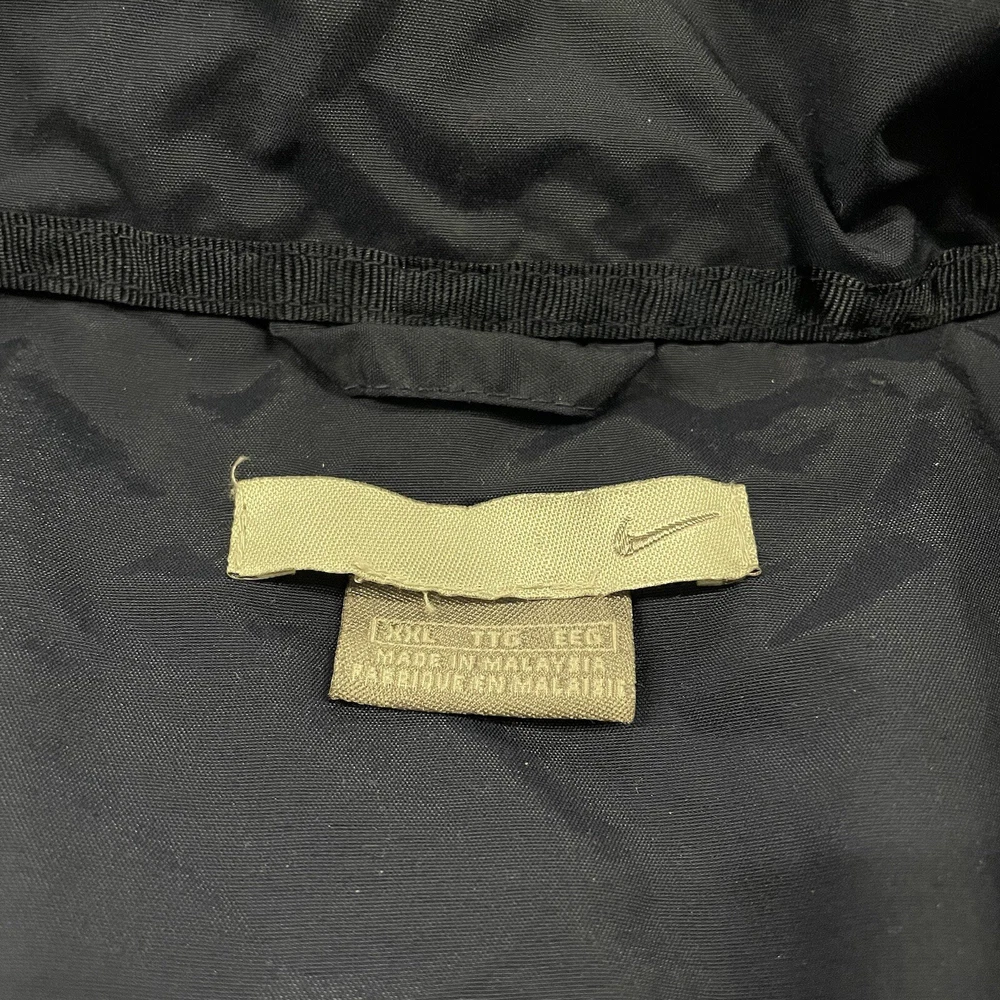 XXL TTG EEG
MADE IN MALAYSIA
FABRIQUE EN MALAISIE